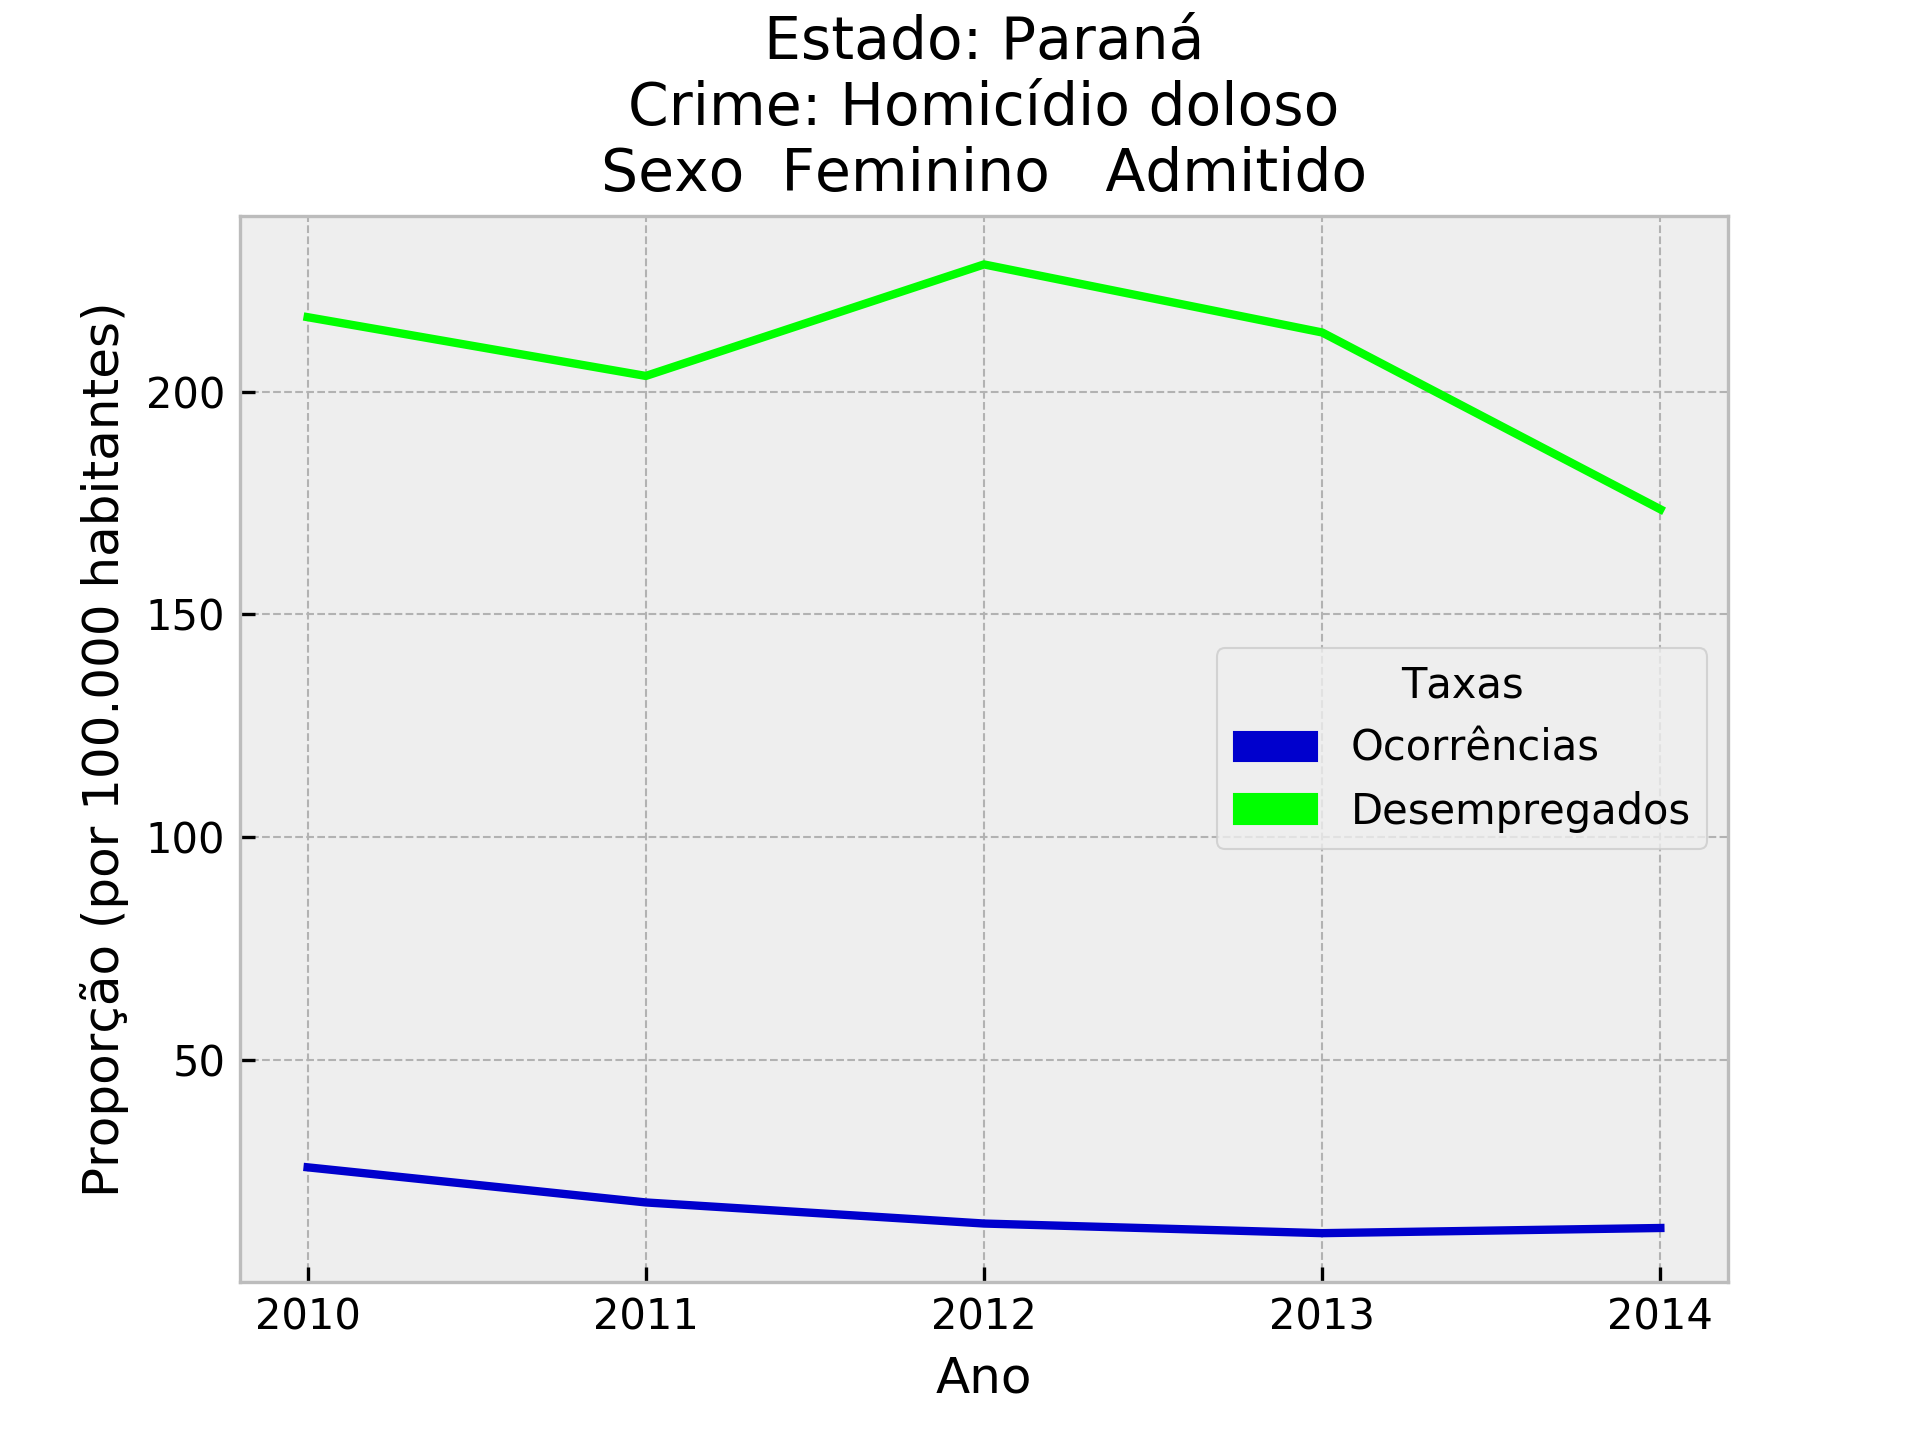 Estado: Paraná
Crime: Homicídio doloso
Sexo  Feminino   Admitido
Proporção (por 100.000 habitantes)
200
150
100
50
Taxas
Ocorrências
Desempregados
2010 2011 2012 2013 2014
Ano